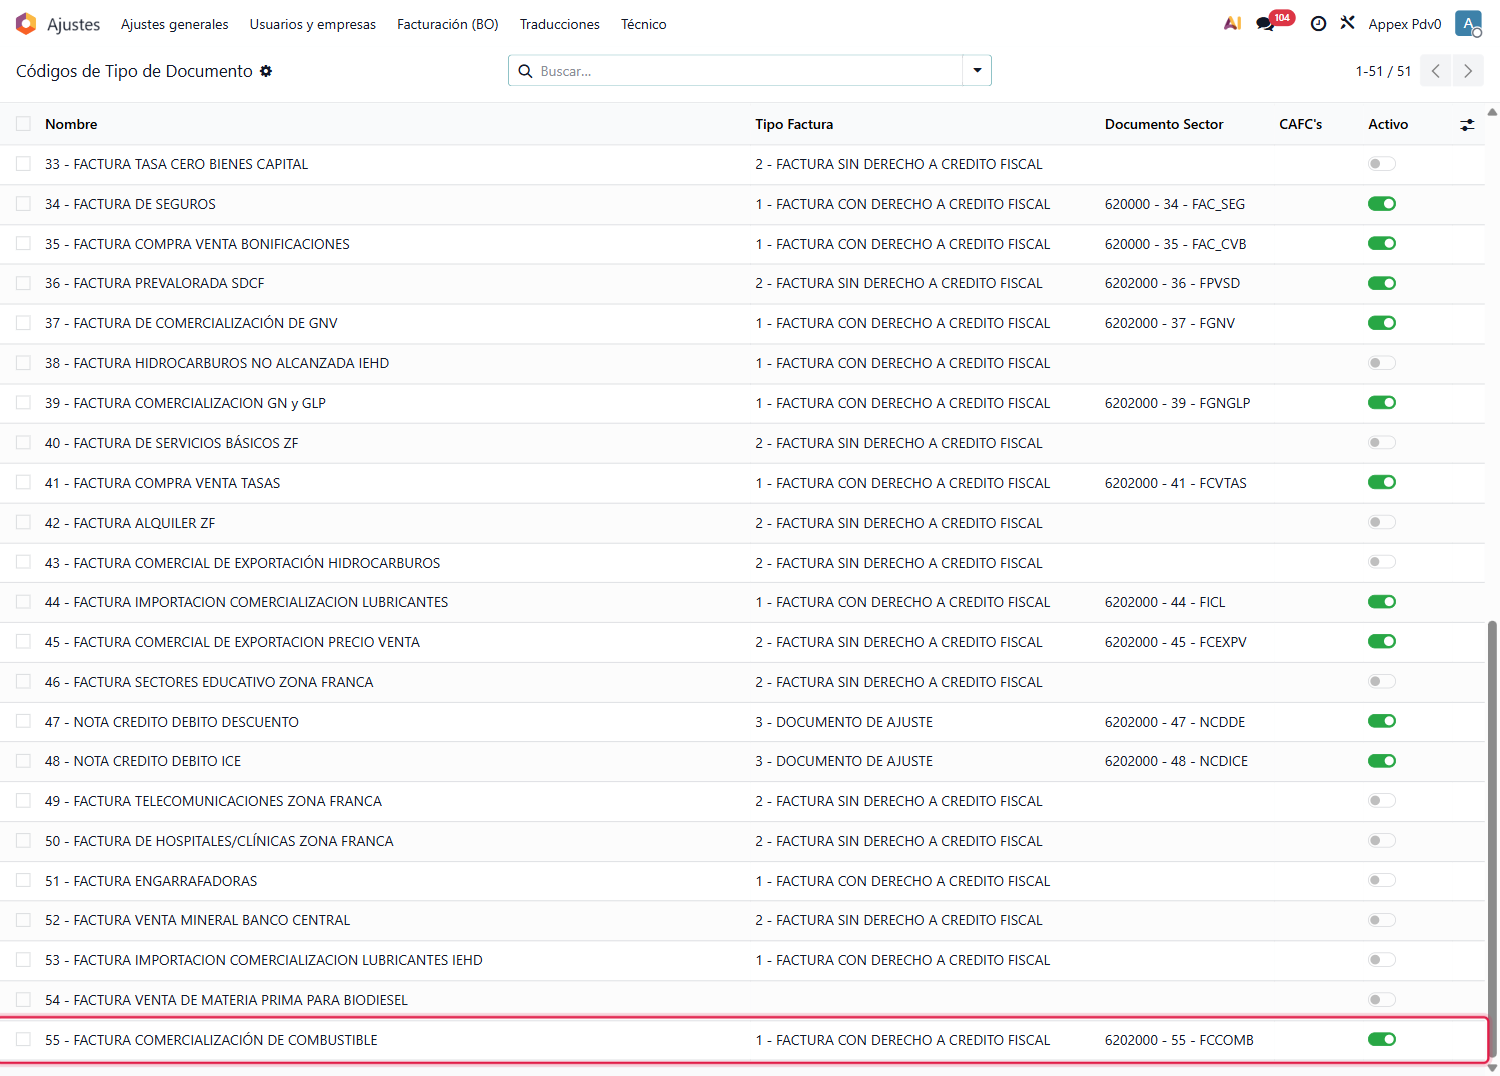 Ajustes Ajustes generales Usuarios y empresas Facturación (BO) Traducciones Técnico AI 104 Appex Pdv0 A
Códigos de Tipo de Documento Buscar... 1-51 / 51
Nombre Tipo Factura Documento Sector CAFC's Activo
33 - FACTURA TASA CERO BIENES CAPITAL 2 - FACTURA SIN DERECHO A CREDITO FISCAL
34 - FACTURA DE SEGUROS 1 - FACTURA CON DERECHO A CREDITO FISCAL 620000 - 34 - FAC_SEG
35 - FACTURA COMPRA VENTA BONIFICACIONES 1 - FACTURA CON DERECHO A CREDITO FISCAL 620000 - 35 - FAC_CVB
36 - FACTURA PREVALORADA SDCF 2 - FACTURA SIN DERECHO A CREDITO FISCAL 6202000 - 36 - FPVSD
37 - FACTURA DE COMERCIALIZACIÓN DE GNV 1 - FACTURA CON DERECHO A CREDITO FISCAL 6202000 - 37 - FGNV
38 - FACTURA HIDROCARBUROS NO ALCANZADA IEHD 1 - FACTURA CON DERECHO A CREDITO FISCAL
39 - FACTURA COMERCIALIZACION GN y GLP 1 - FACTURA CON DERECHO A CREDITO FISCAL 6202000 - 39 - FGNGLP
40 - FACTURA DE SERVICIOS BÁSICOS ZF 2 - FACTURA SIN DERECHO A CREDITO FISCAL
41 - FACTURA COMPRA VENTA TASAS 1 - FACTURA CON DERECHO A CREDITO FISCAL 6202000 - 41 - FCVTAS
42 - FACTURA ALQUILER ZF 2 - FACTURA SIN DERECHO A CREDITO FISCAL
43 - FACTURA COMERCIAL DE EXPORTACIÓN HIDROCARBUROS 2 - FACTURA SIN DERECHO A CREDITO FISCAL
44 - FACTURA IMPORTACION COMERCIALIZACION LUBRICANTES 1 - FACTURA CON DERECHO A CREDITO FISCAL 6202000 - 44 - FICL
45 - FACTURA COMERCIAL DE EXPORTACION PRECIO VENTA 2 - FACTURA SIN DERECHO A CREDITO FISCAL 6202000 - 45 - FCEXPV
46 - FACTURA SECTORES EDUCATIVO ZONA FRANCA 2 - FACTURA SIN DERECHO A CREDITO FISCAL
47 - NOTA CREDITO DEBITO DESCUENTO 3 - DOCUMENTO DE AJUSTE 6202000 - 47 - NCDDE
48 - NOTA CREDITO DEBITO ICE 3 - DOCUMENTO DE AJUSTE 6202000 - 48 - NCDICE
49 - FACTURA TELECOMUNICACIONES ZONA FRANCA 2 - FACTURA SIN DERECHO A CREDITO FISCAL
50 - FACTURA DE HOSPITALES/CLÍNICAS ZONA FRANCA 2 - FACTURA SIN DERECHO A CREDITO FISCAL
51 - FACTURA ENGARRAFADORAS 1 - FACTURA CON DERECHO A CREDITO FISCAL
52 - FACTURA VENTA MINERAL BANCO CENTRAL 2 - FACTURA SIN DERECHO A CREDITO FISCAL
53 - FACTURA IMPORTACION COMERCIALIZACION LUBRICANTES IEHD 1 - FACTURA CON DERECHO A CREDITO FISCAL
54 - FACTURA VENTA DE MATERIA PRIMA PARA BIODIESEL
55 - FACTURA COMERCIALIZACIÓN DE COMBUSTIBLE 1 - FACTURA CON DERECHO A CREDITO FISCAL 6202000 - 55 - FCCOMB